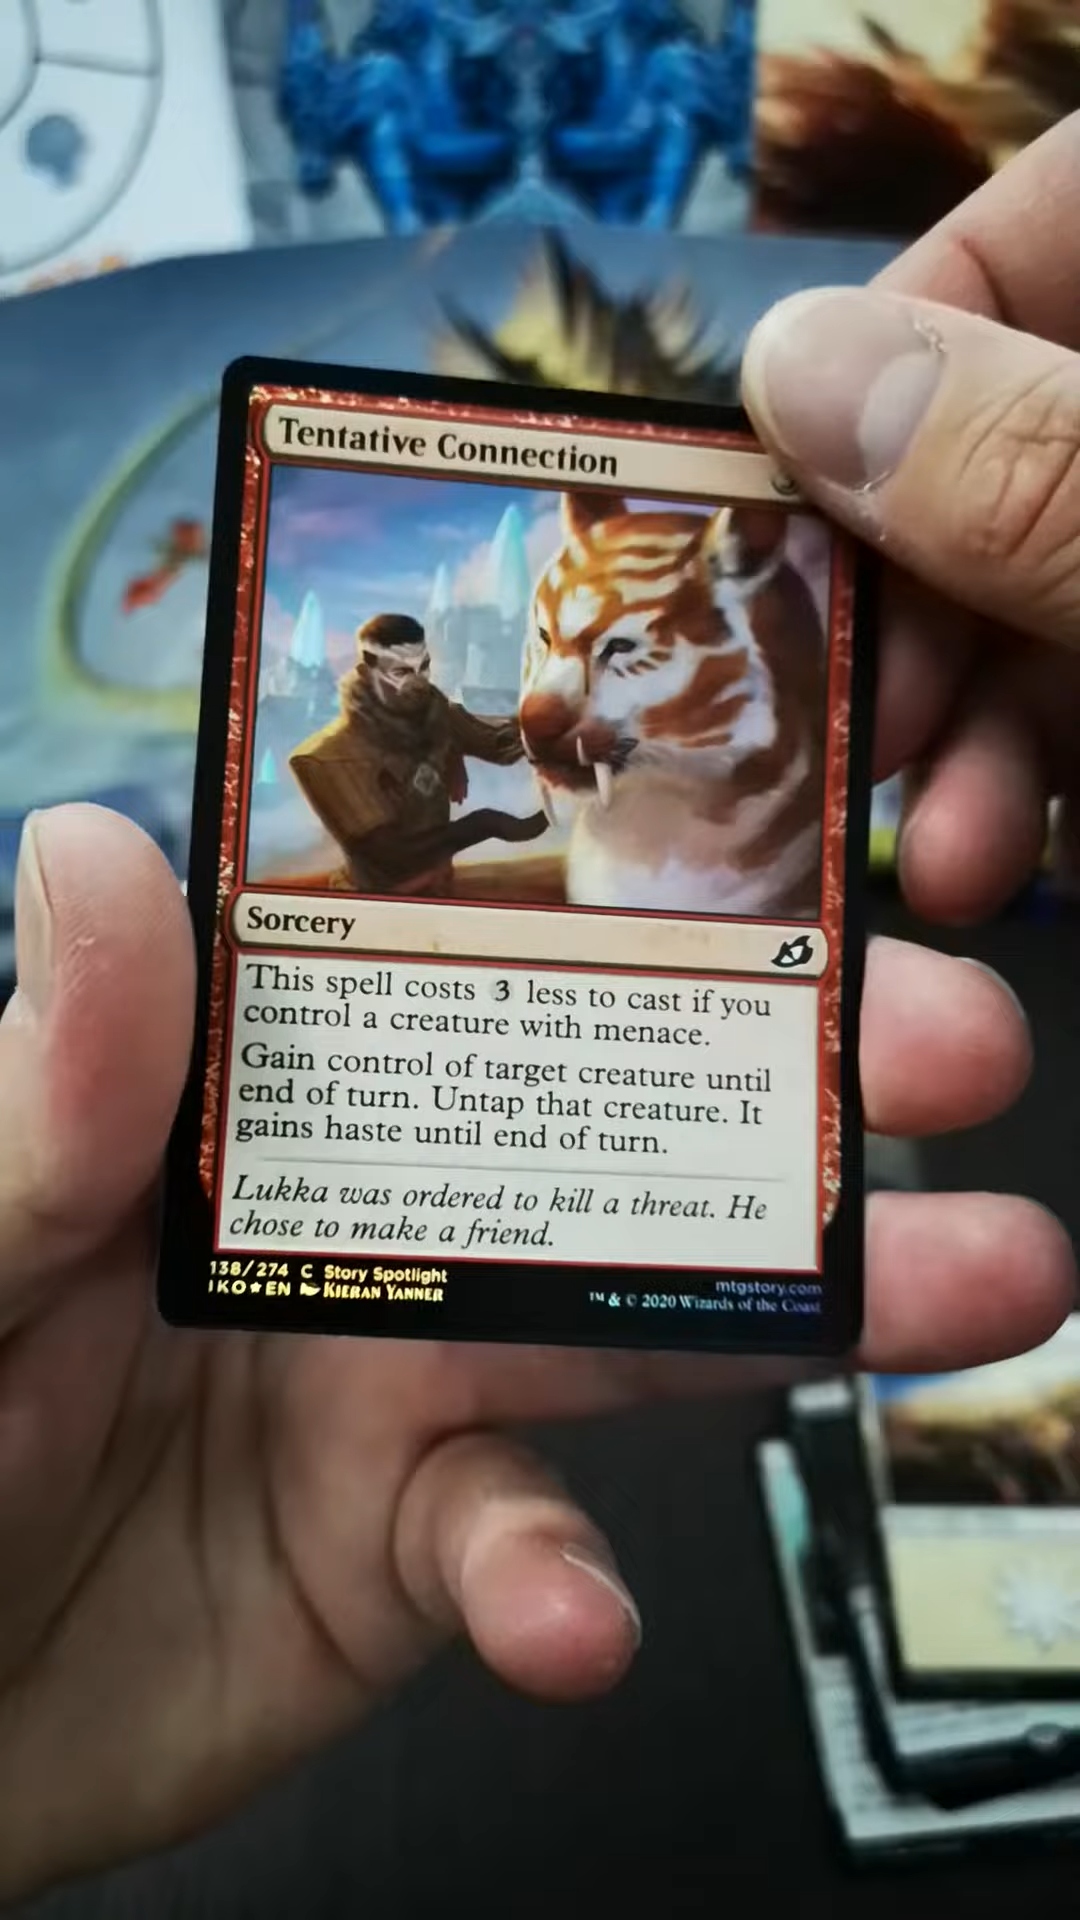 Tentative Connection
Sorcery
This spell costs 3 less to cast if you
control a creature with menace.
Gain control of target creature until
end of turn. Untap that creature. It
gains haste until end of turn.
Lukka was ordered to kill a threat. He
chose to make a friend.
138/274 C Story Spotlight
IKO★EN Kieran Yanner
mtgstory.com
™ & © 2020 Wizards of the Coast